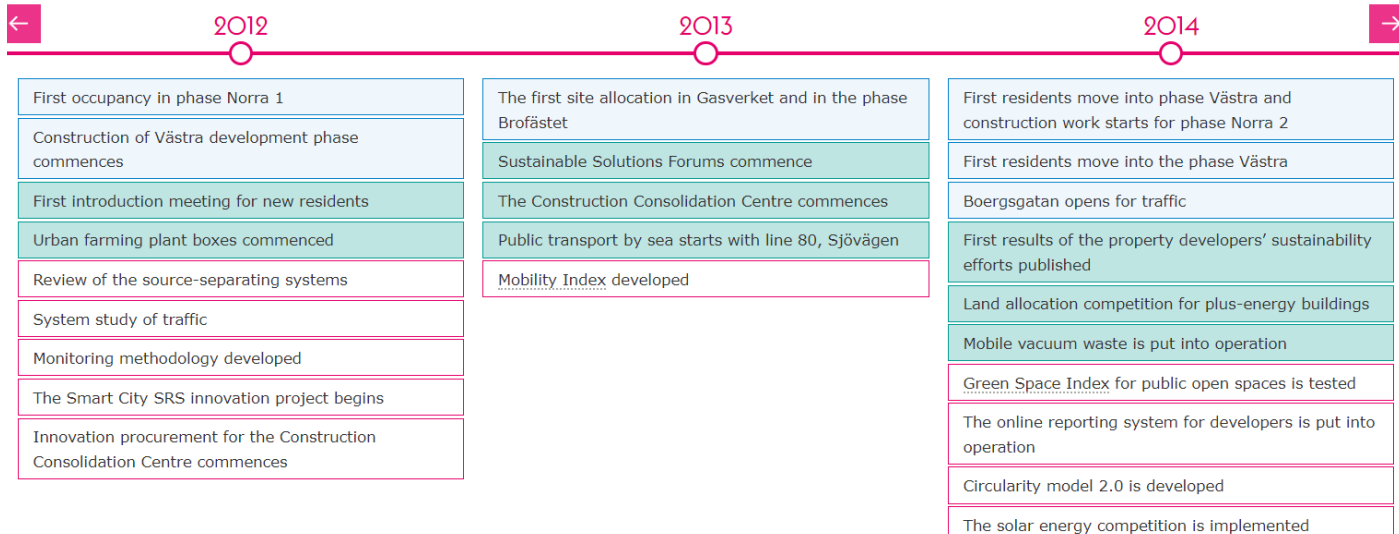 2012
First occupancy in phase Norra 1
Construction of Västra development phase
commences
First introduction meeting for new residents
Urban farming plant boxes commenced
Review of the source-separating systems
System study of traffic
Monitoring methodology developed
The Smart City SRS innovation project begins
Innovation procurement for the Construction
Consolidation Centre commences
2013
The first site allocation in Gasverket and in the phase
Brofästet
Sustainable Solutions Forums commence
The Construction Consolidation Centre commences
Public transport by sea starts with line 80, Sjövägen
Mobility Index developed
2014
First residents move into phase Västra and
construction work starts for phase Norra 2
First residents move into the phase Västra
Boergsgatan opens for traffic
First results of the property developers’ sustainability
efforts published
Land allocation competition for plus-energy buildings
Mobile vacuum waste is put into operation
Green Space Index for public open spaces is tested
The online reporting system for developers is put into
operation
Circularity model 2.0 is developed
The solar energy competition is implemented